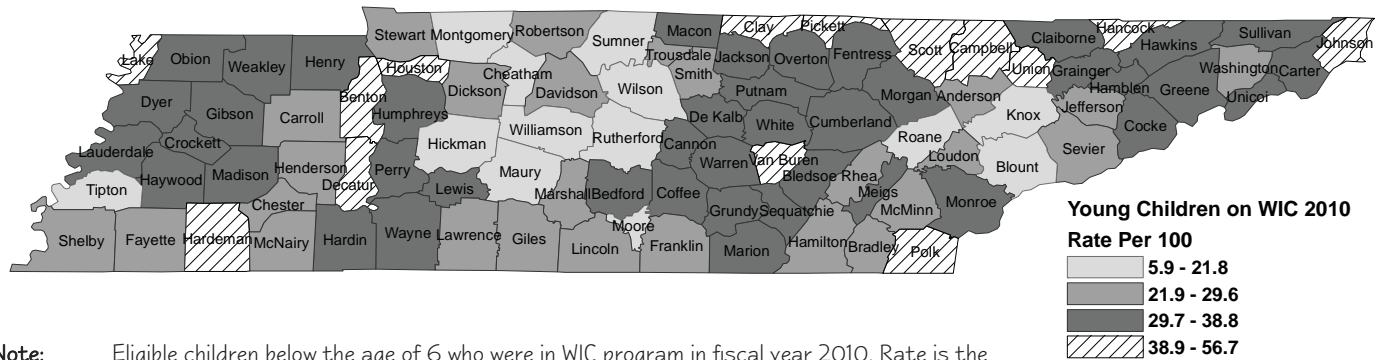 Stewart Montgomery Robertson Sumner Macon Clay Pickett Scott Campbell Claiborne Hancock Hawkins Sullivan Johnson
Lake Obion Weakley Henry Houston Cheatham Trousdale Jackson Overton Fentress Union Grainger Washington Carter
Benton Dickson Davidson Wilson Smith Putnam Morgan Anderson Hamblen Greene Unicoi
Dyer Gibson Carroll Humphreys De Kalb White Cumberland Knox Jefferson Cocke
Crockett Hickman Williamson Rutherford Cannon Roane Loudon Sevier
Lauderdale Haywood Madison Henderson Decatur Perry Maury Warren Van Buren Bledsoe Rhea Blount
Tipton Chester Lewis Marshall Bedford Coffee Meigs Monroe
Shelby Fayette Hardeman McNairy Hardin Wayne Lawrence Giles Lincoln Moore Franklin Grundy Sequatchie Marion Hamilton Bradley McMinn Polk
Young Children on WIC 2010
Rate Per 100
5.9 - 21.8
21.9 - 29.6
29.7 - 38.8
38.9 - 56.7
Eligible children below the age of 6 who were in WIC program in fiscal year 2010. Rate is the